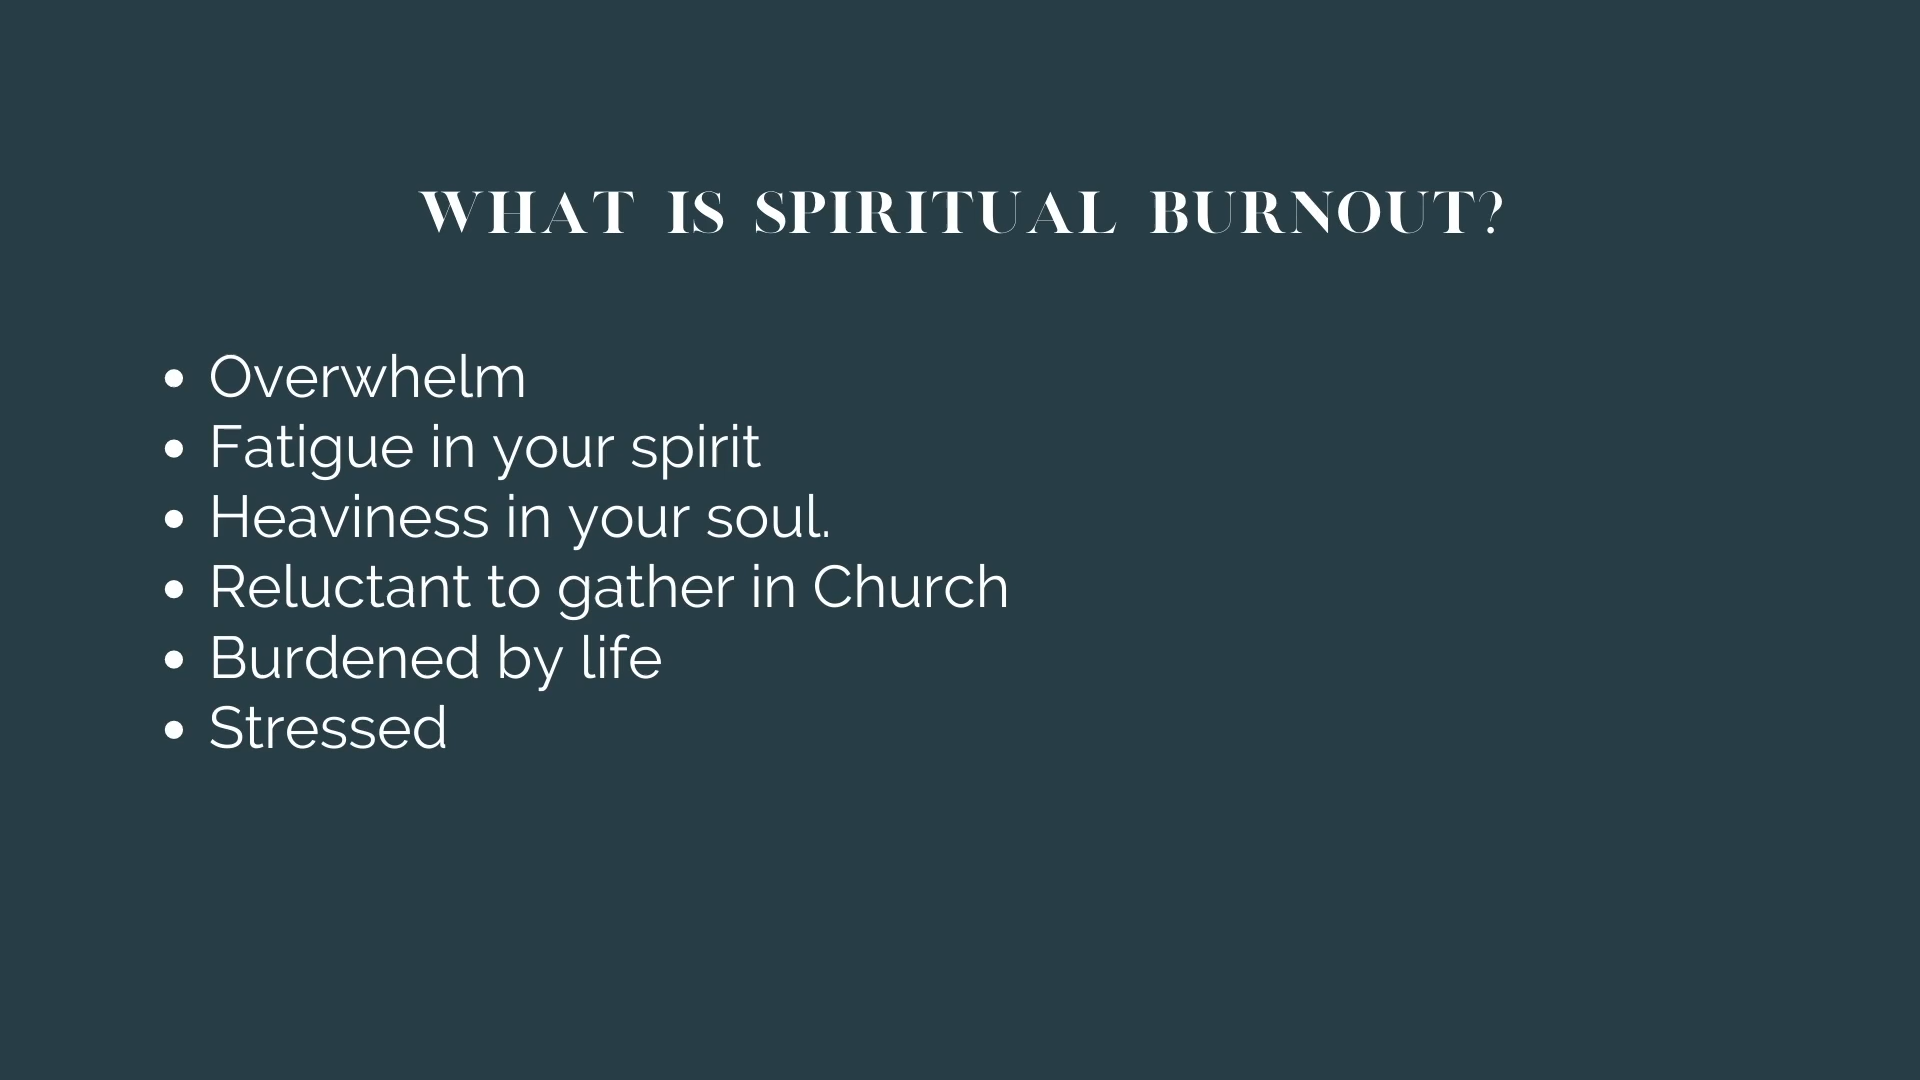 WHAT IS SPIRITUAL BURNOUT?
• Overwhelm
• Fatigue in your spirit
• Heaviness in your soul.
• Reluctant to gather in Church
• Burdened by life
• Stressed